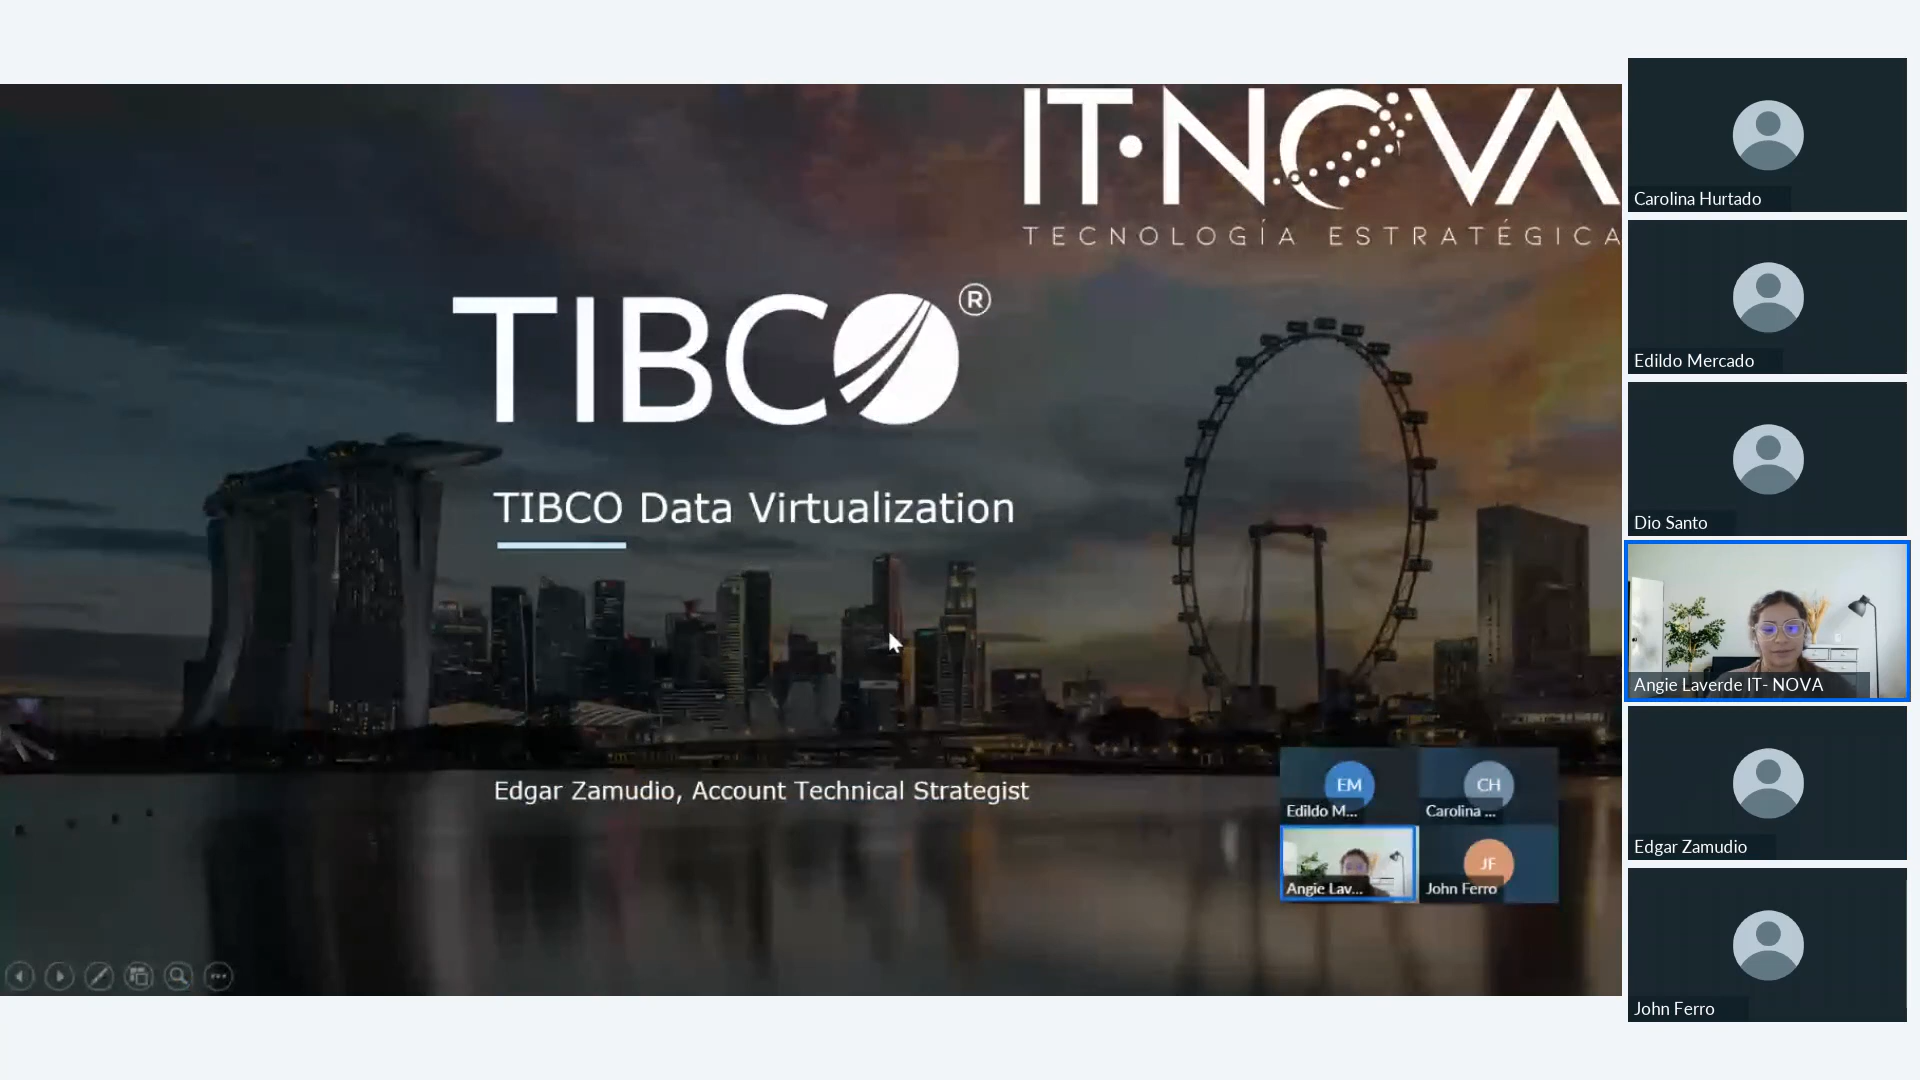 IT·NOVA
TECNOLOGÍA ESTRATÉGICA
TIBCO®
TIBCO Data Virtualization
Edgar Zamudio, Account Technical Strategist
EM
Edildo M...
CH
Carolina ...
Angie Lav...
JF
John Ferro
Carolina Hurtado
Edildo Mercado
Dio Santo
Angie Laverde IT- NOVA
Edgar Zamudio
John Ferro